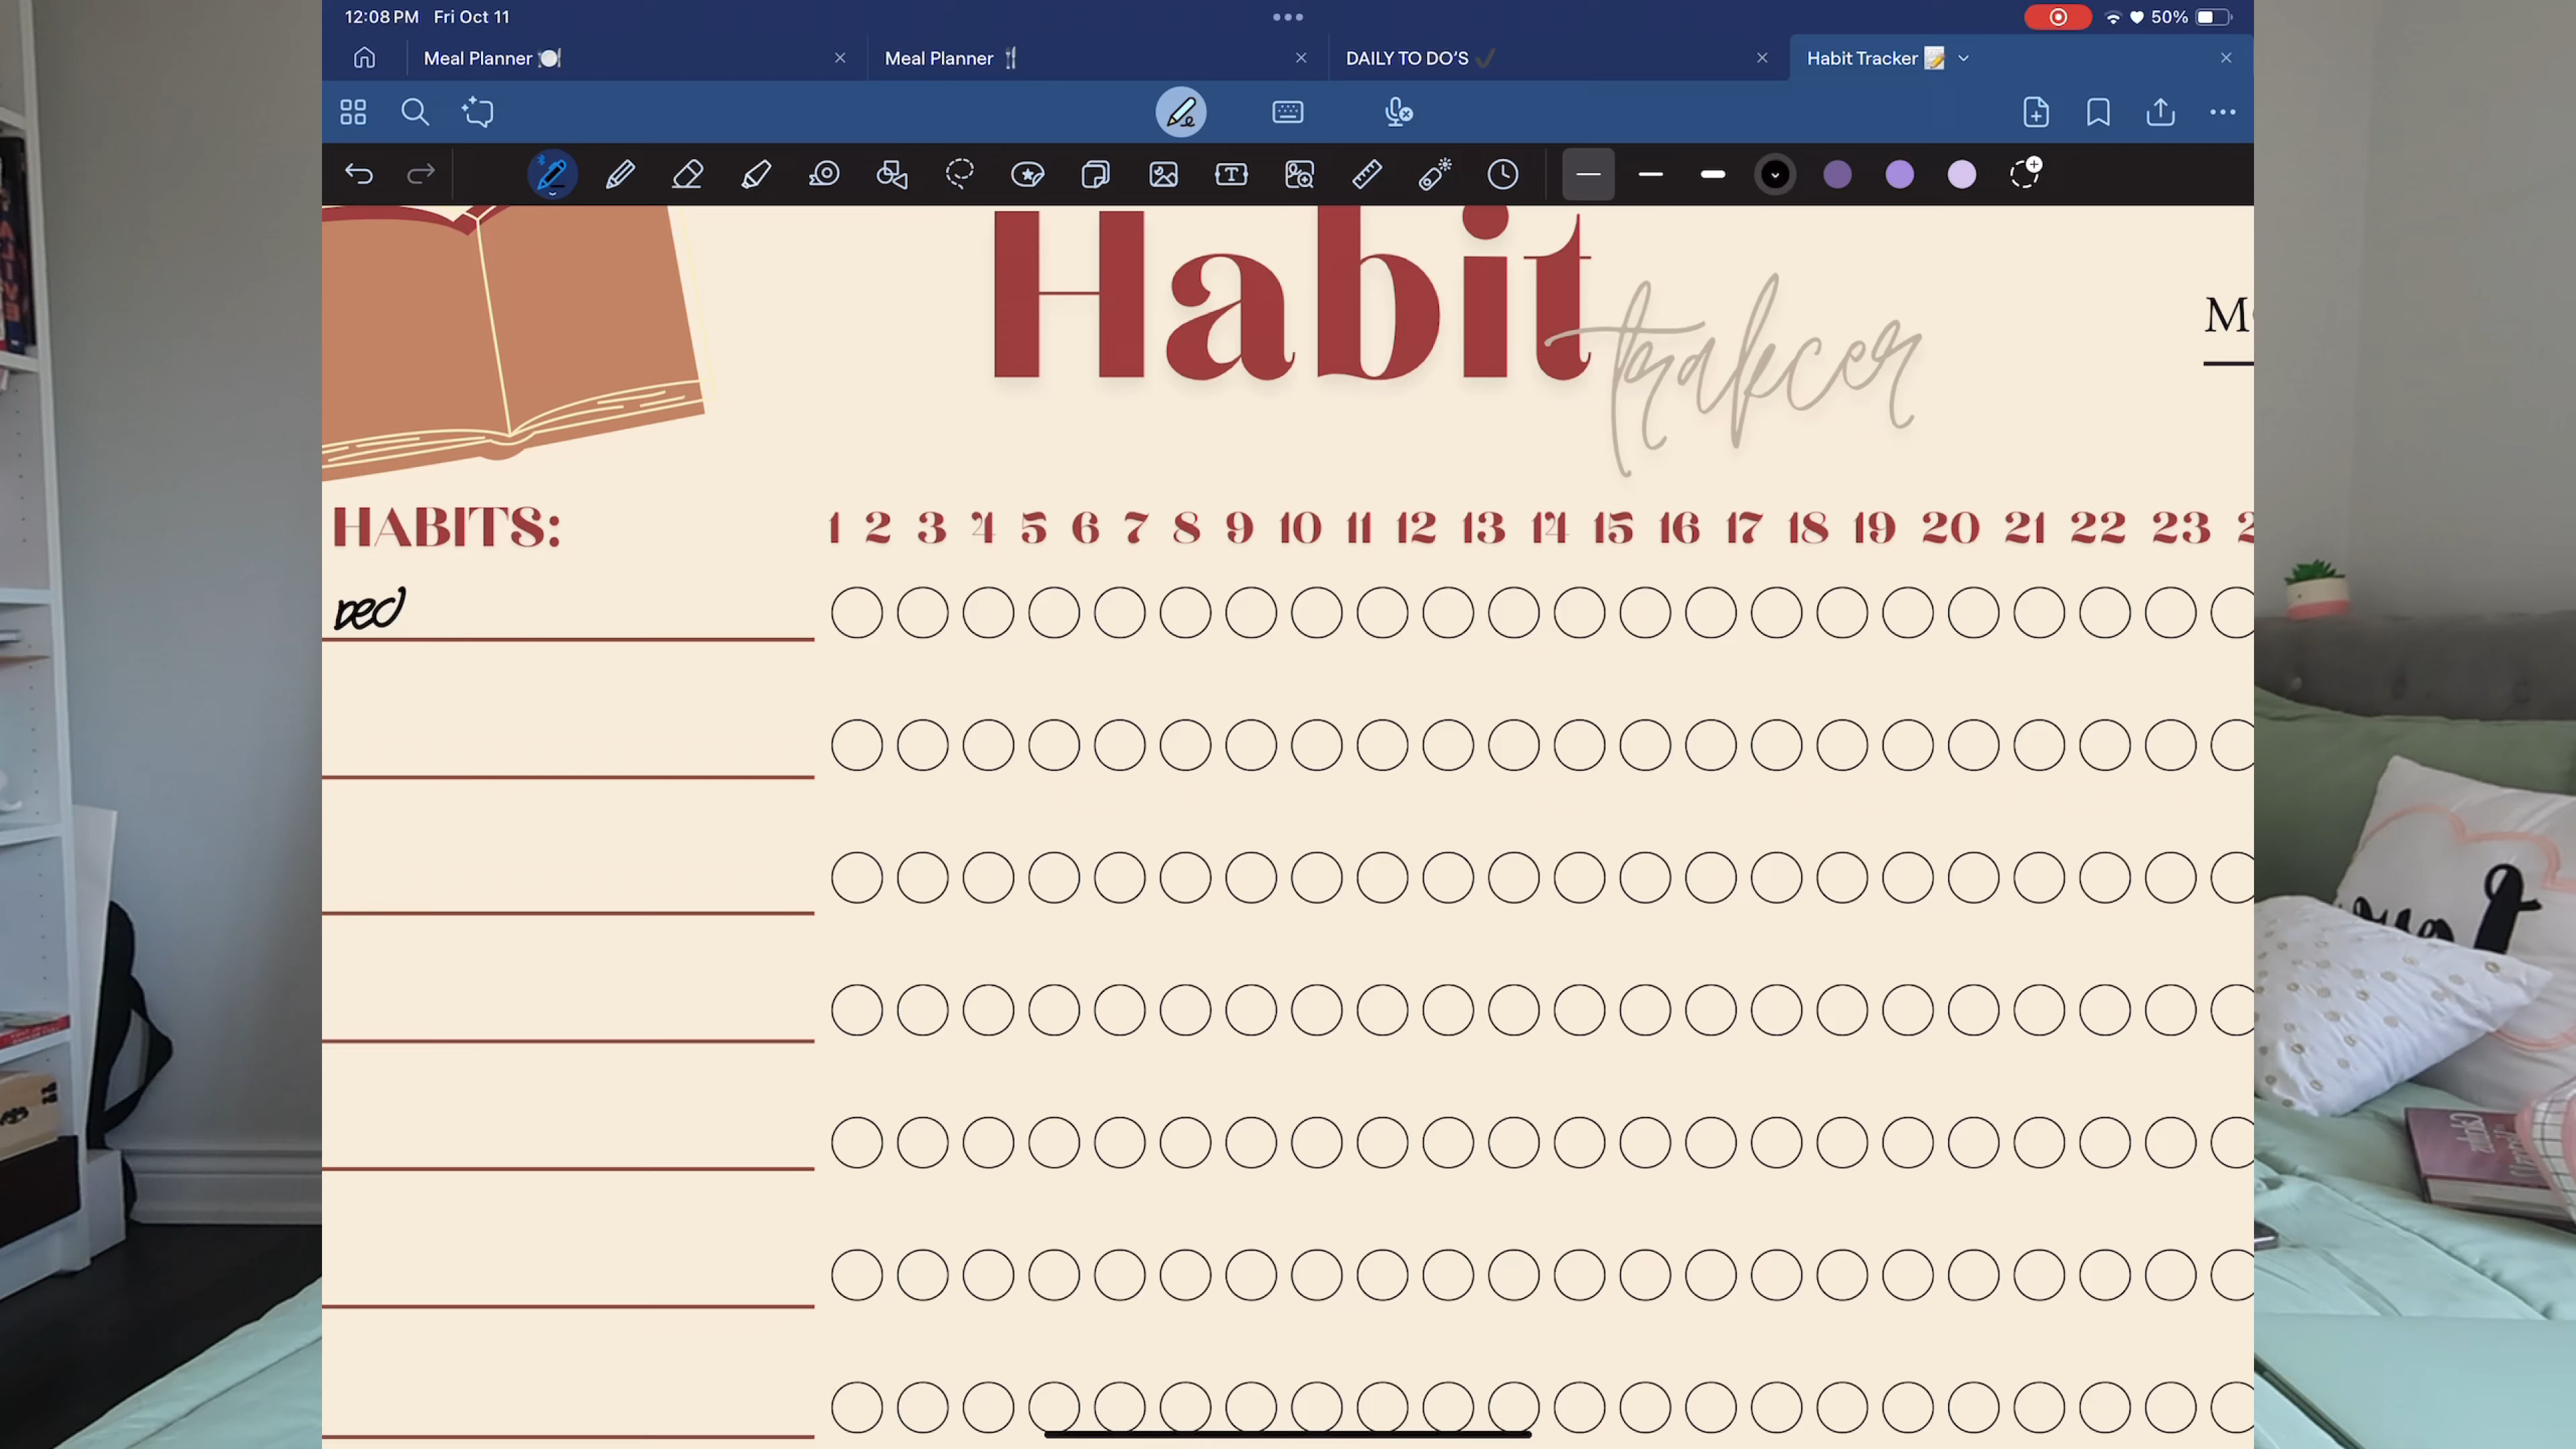 12:08 PM Fri Oct 11
50%
Meal Planner 🍽
Meal Planner 🍴
DAILY TO DO'S ✔
Habit Tracker 📝
Habit
trakcer
M
HABITS:
1 2 3 4 5 6 7 8 9 10 11 12 13 14 15 16 17 18 19 20 21 22 23 2